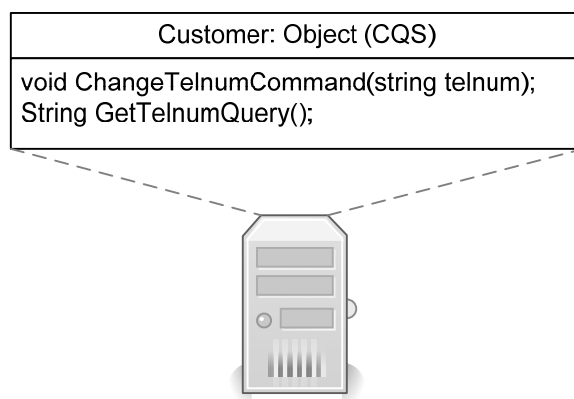 Customer: Object (CQS)
void ChangeTelnumCommand(string telnum);
String GetTelnumQuery();